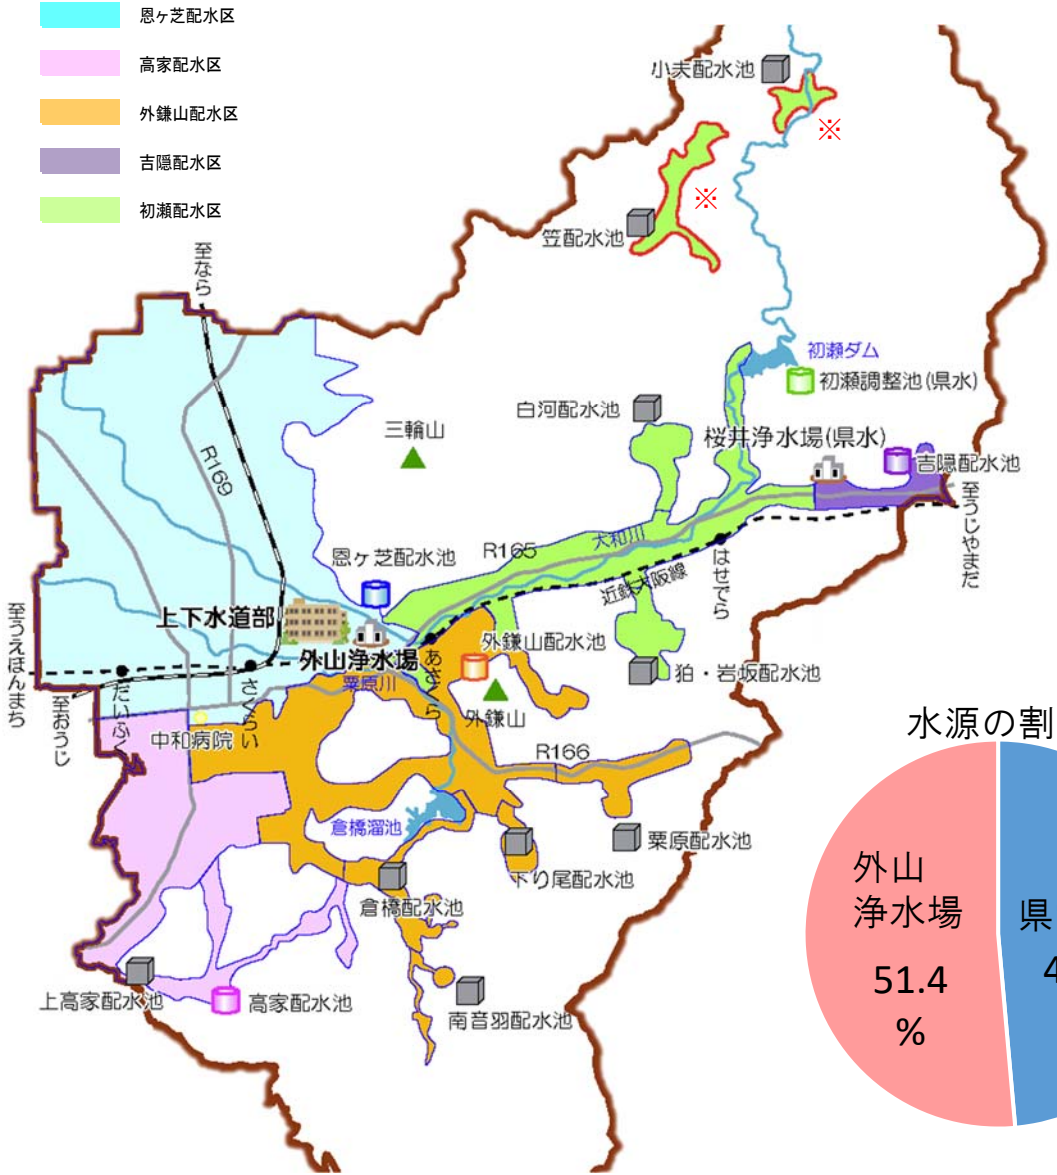 恩ヶ芝配水区
高家配水区
外鎌山配水区
吉隠配水区
初瀬配水区
小夫配水池
※
※
笠配水池
至なら
初瀬ダム
初瀬調整池(県水)
白河配水池
三輪山
桜井浄水場(県水)
吉隠配水池
R169
至うじやまだ
恩ヶ芝配水池
R165
大和川
近鉄大阪線
はせでら
至うえほんまち
上下水道部
外山浄水場
粟原川
あさくら
外鎌山配水池
狛・岩坂配水池
外鎌山
だいふく
さくらい
至おうじ
中和病院
R166
水源の割
倉橋溜池
粟原配水池
下り尾配水池
倉橋配水池
外山
浄水場
51.4
%
県
4
上高家配水池
高家配水池
南音羽配水池